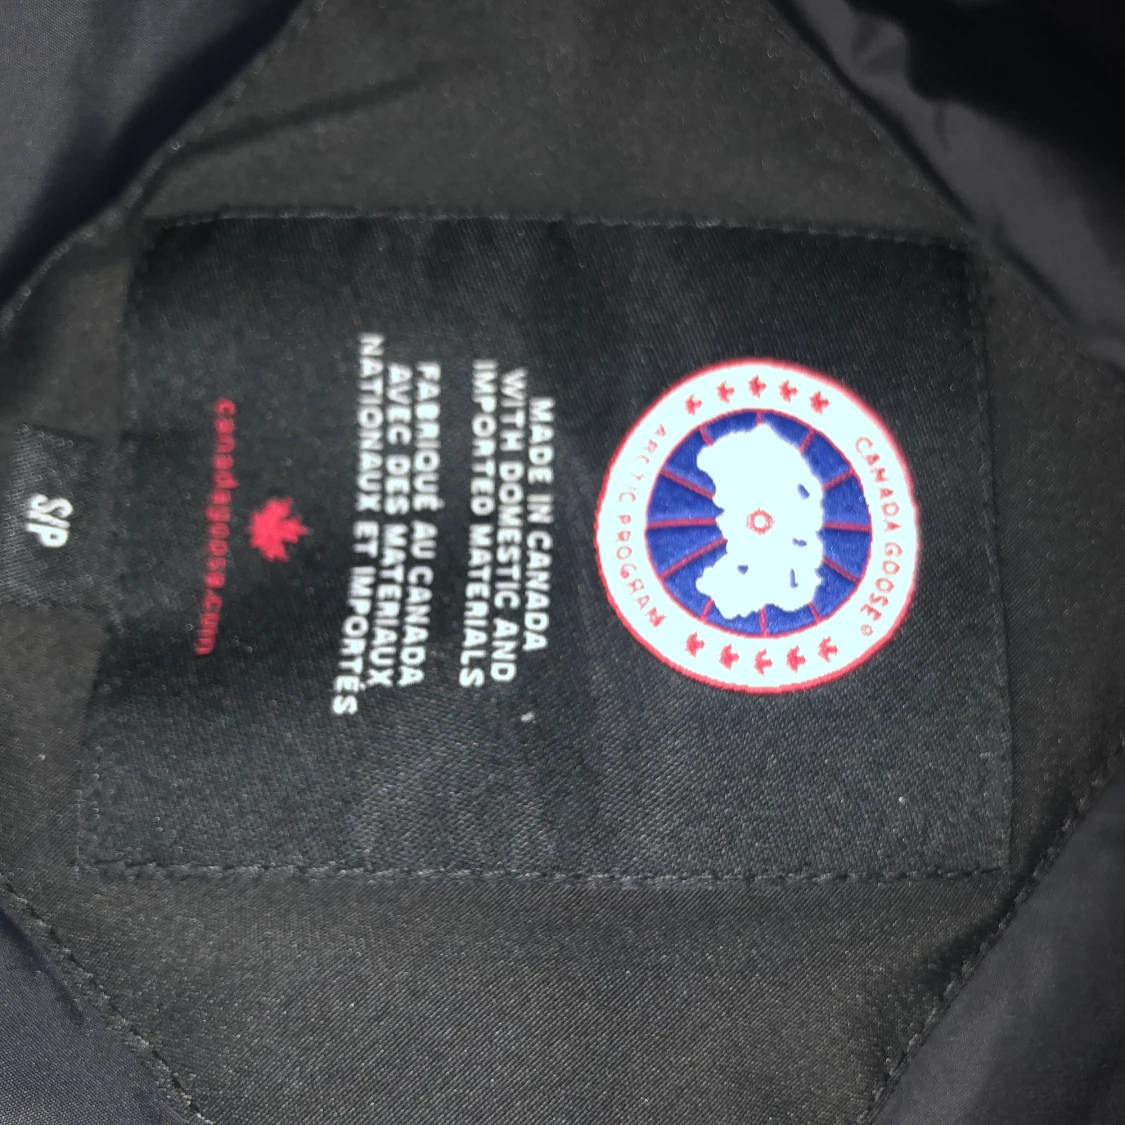 CANADA GOOSE®
ARCTIC PROGRAM
MADE IN CANADA
WITH DOMESTIC AND
IMPORTED MATERIALS
FABRIQUÉ AU CANADA
AVEC DES MATÉRIAUX
NATIONAUX ET IMPORTÉS
canadagoose.com
S/P